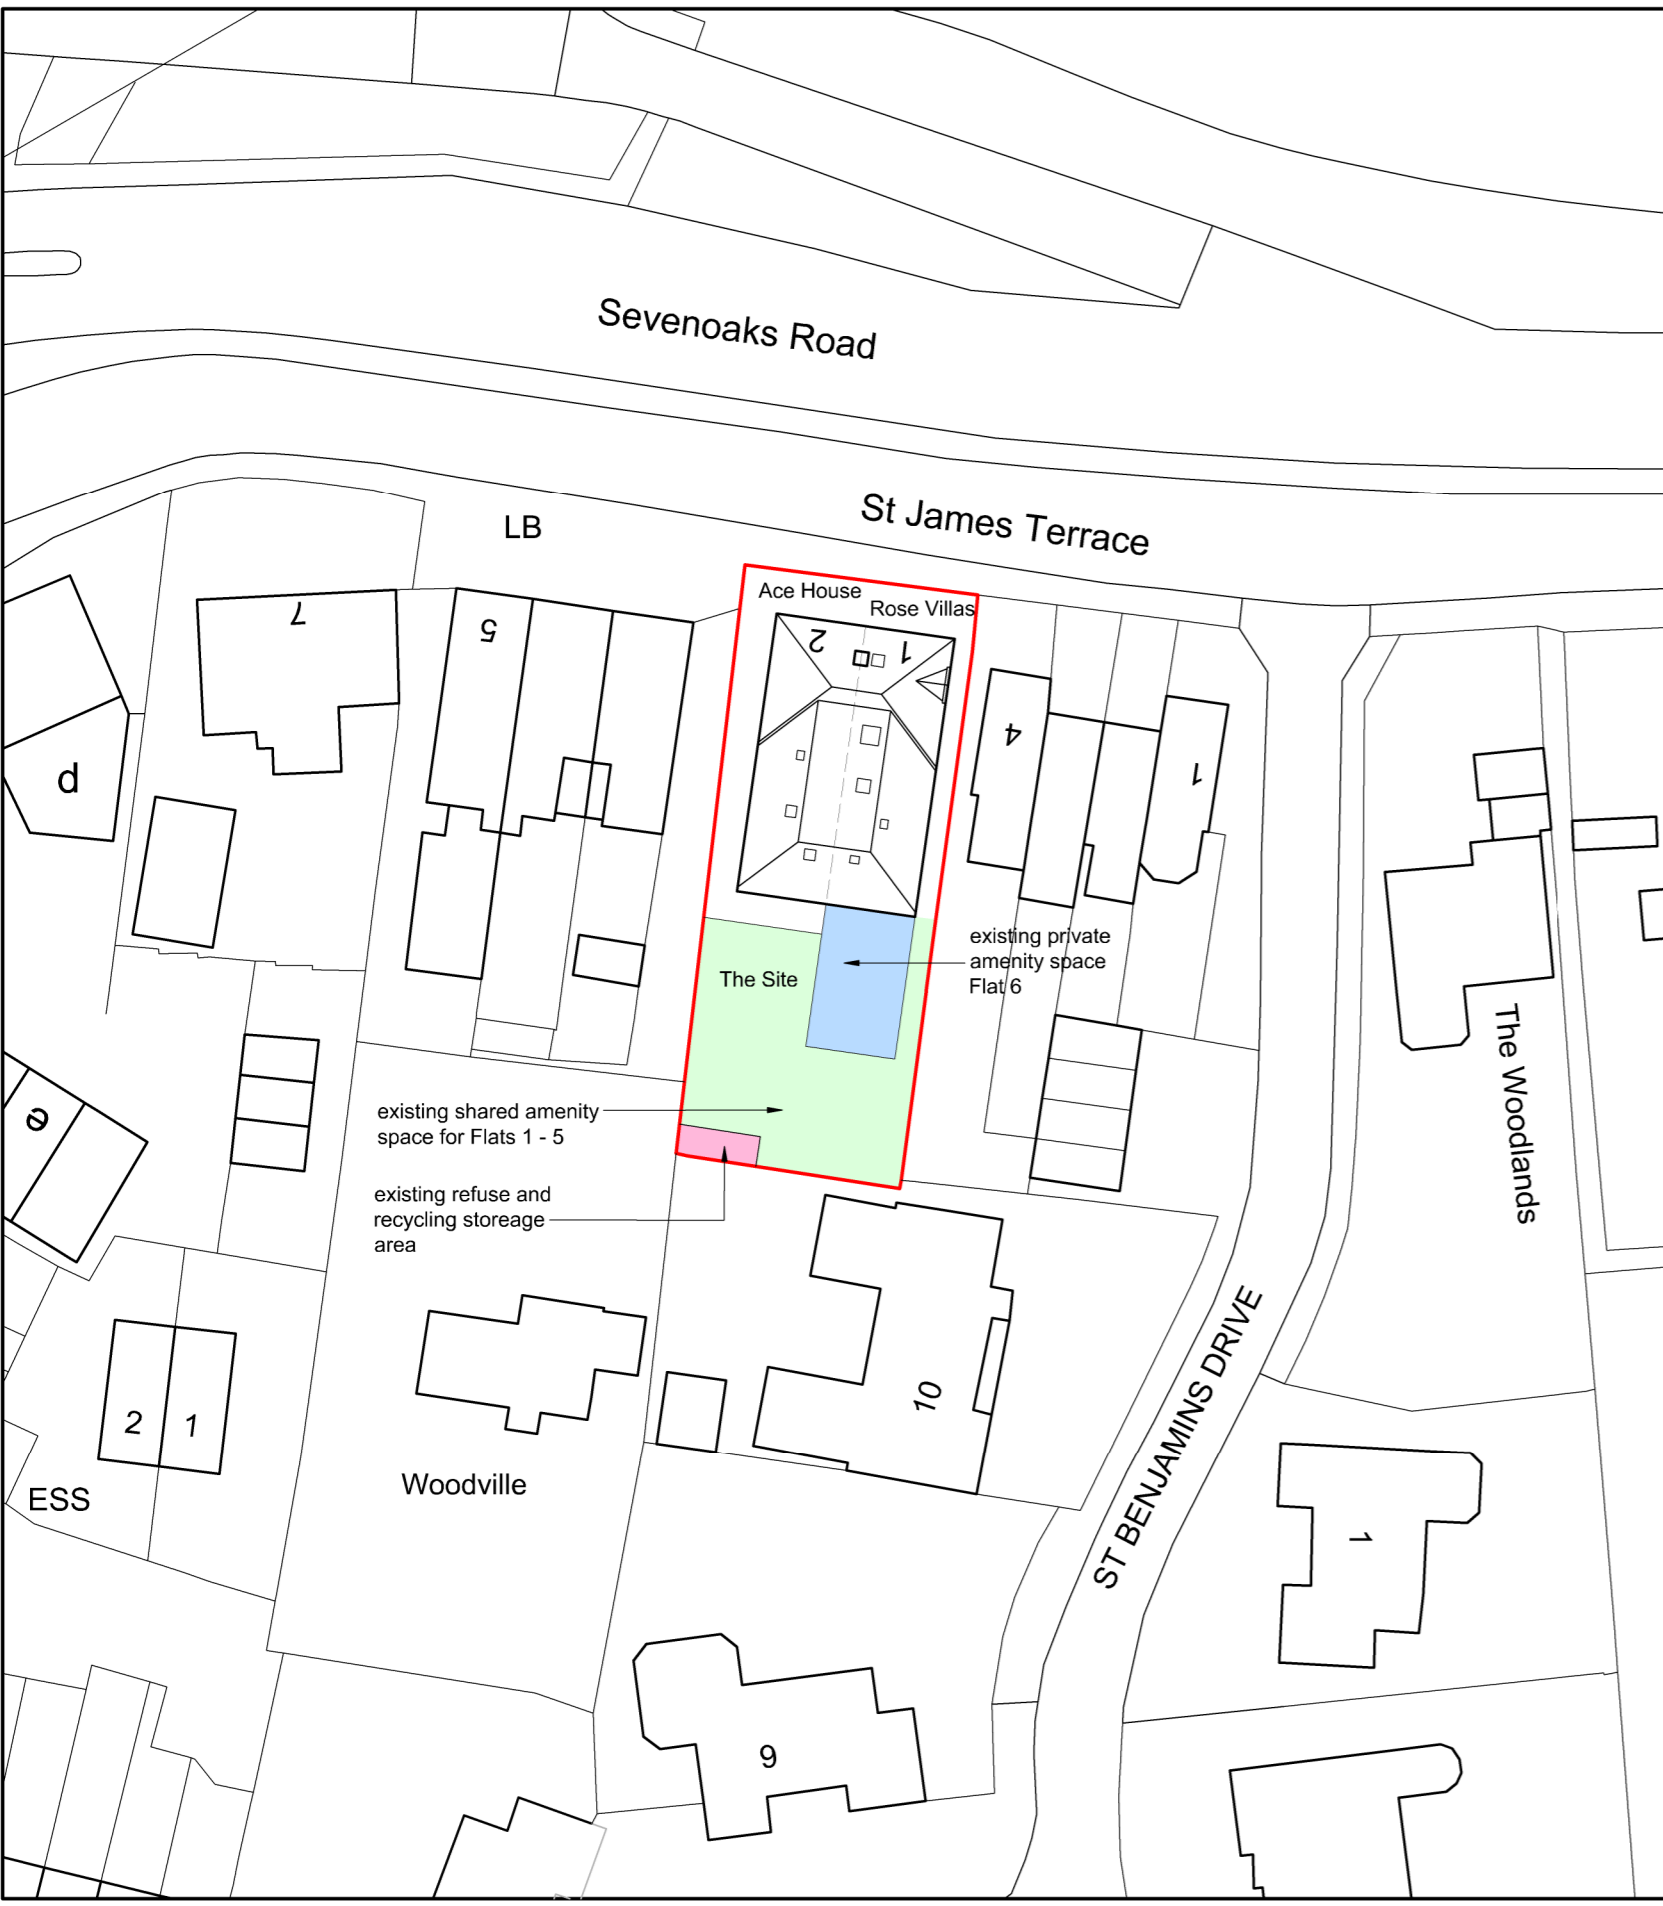 Sevenoaks Road
St James Terrace
LB
Ace House
Rose Villas
7
5
2
1
4
1
p
existing private
amenity space
Flat 6
The Site
The Woodlands
e
existing shared amenity
space for Flats 1 - 5
existing refuse and
recycling storeage
area
10
ST BENJAMINS DRIVE
2
1
Woodville
ESS
1
9